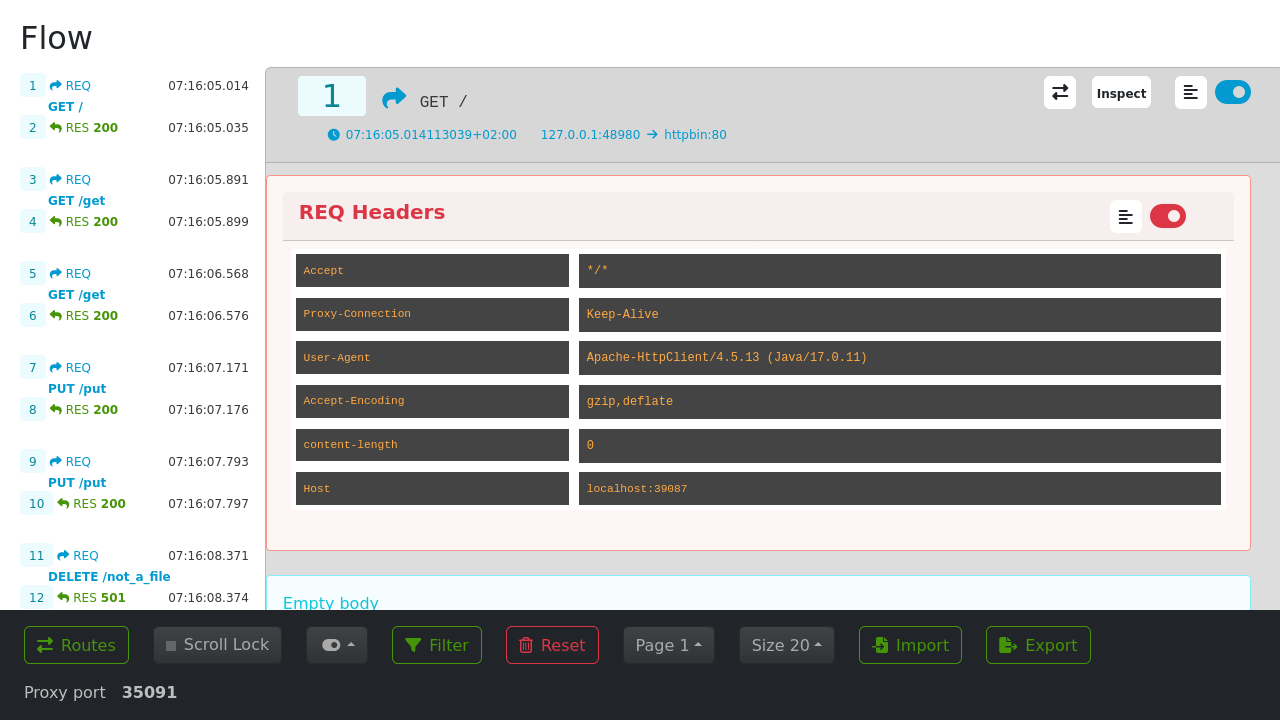 Flow
1 REQ 07:16:05.014
GET /
2 RES 200 07:16:05.035
3 REQ 07:16:05.891
GET /get
4 RES 200 07:16:05.899
5 REQ 07:16:06.568
GET /get
6 RES 200 07:16:06.576
7 REQ 07:16:07.171
PUT /put
8 RES 200 07:16:07.176
9 REQ 07:16:07.793
PUT /put
10 RES 200 07:16:07.797
11 REQ 07:16:08.371
DELETE /not_a_file
12 RES 501 07:16:08.374
1 GET / Inspect
07:16:05.014113039+02:00 127.0.0.1:48980 → httpbin:80
REQ Headers
Accept */*
Proxy-Connection Keep-Alive
User-Agent Apache-HttpClient/4.5.13 (Java/17.0.11)
Accept-Encoding gzip,deflate
content-length 0
Host localhost:39087
Empty body
Routes Scroll Lock Filter Reset Page 1 Size 20 Import Export
Proxy port 35091